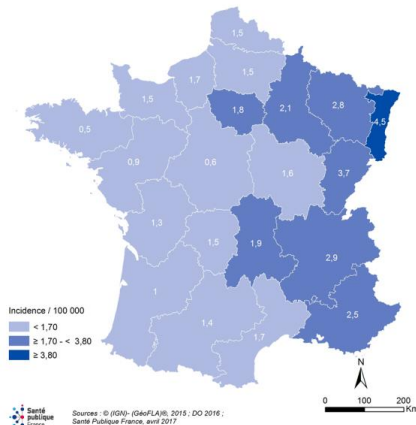 1,5
1,7
1,5
1,5
1,8
2,1
2,8
4,5
0,5
0,9
0,6
1,6
3,7
1,3
1,5
1,9
2,9
1
1,4
1,7
2,5
Incidence / 100 000
< 1,70
≥ 1,70 - < 3,80
≥ 3,80
N
0 100 200
Km
Santé
publique
France
Sources : © (IGN)- (GéoFLA)®, 2015 ; DO 2016 ;
Santé Publique France, avril 2017